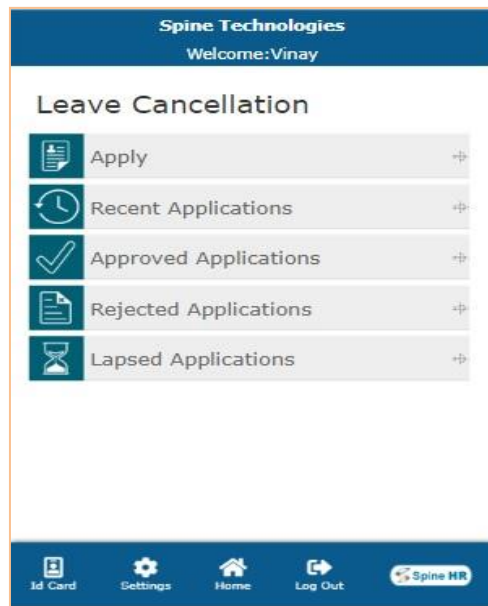 Spine Technologies
Welcome:Vinay
Leave Cancellation
Apply
Recent Applications
Approved Applications
Rejected Applications
Lapsed Applications
Id Card Settings Home Log Out Spine HR